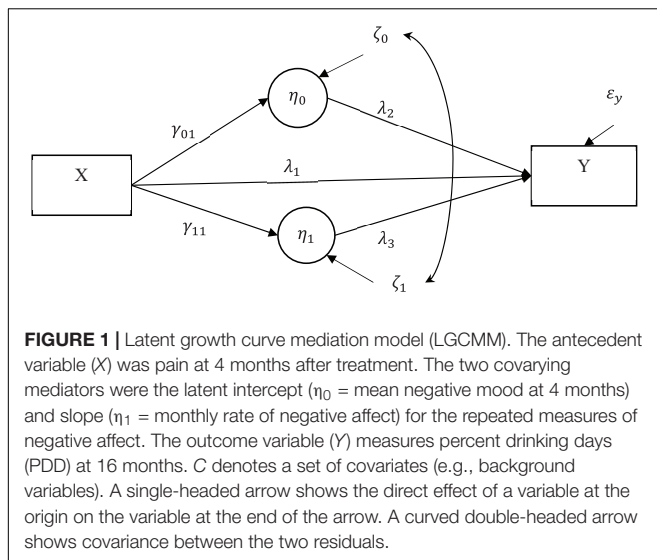 ζ₀
η₀
λ₂
ε_y
γ₀₁
X
λ₁
Y
γ₁₁
η₁
λ₃
ζ₁
FIGURE 1 | Latent growth curve mediation model (LGCMM). The antecedent
variable (X) was pain at 4 months after treatment. The two covarying
mediators were the latent intercept (η₀ = mean negative mood at 4 months)
and slope (η₁ = monthly rate of negative affect) for the repeated measures of
negative affect. The outcome variable (Y) measures percent drinking days
(PDD) at 16 months. C denotes a set of covariates (e.g., background
variables). A single-headed arrow shows the direct effect of a variable at the
origin on the variable at the end of the arrow. A curved double-headed arrow
shows covariance between the two residuals.